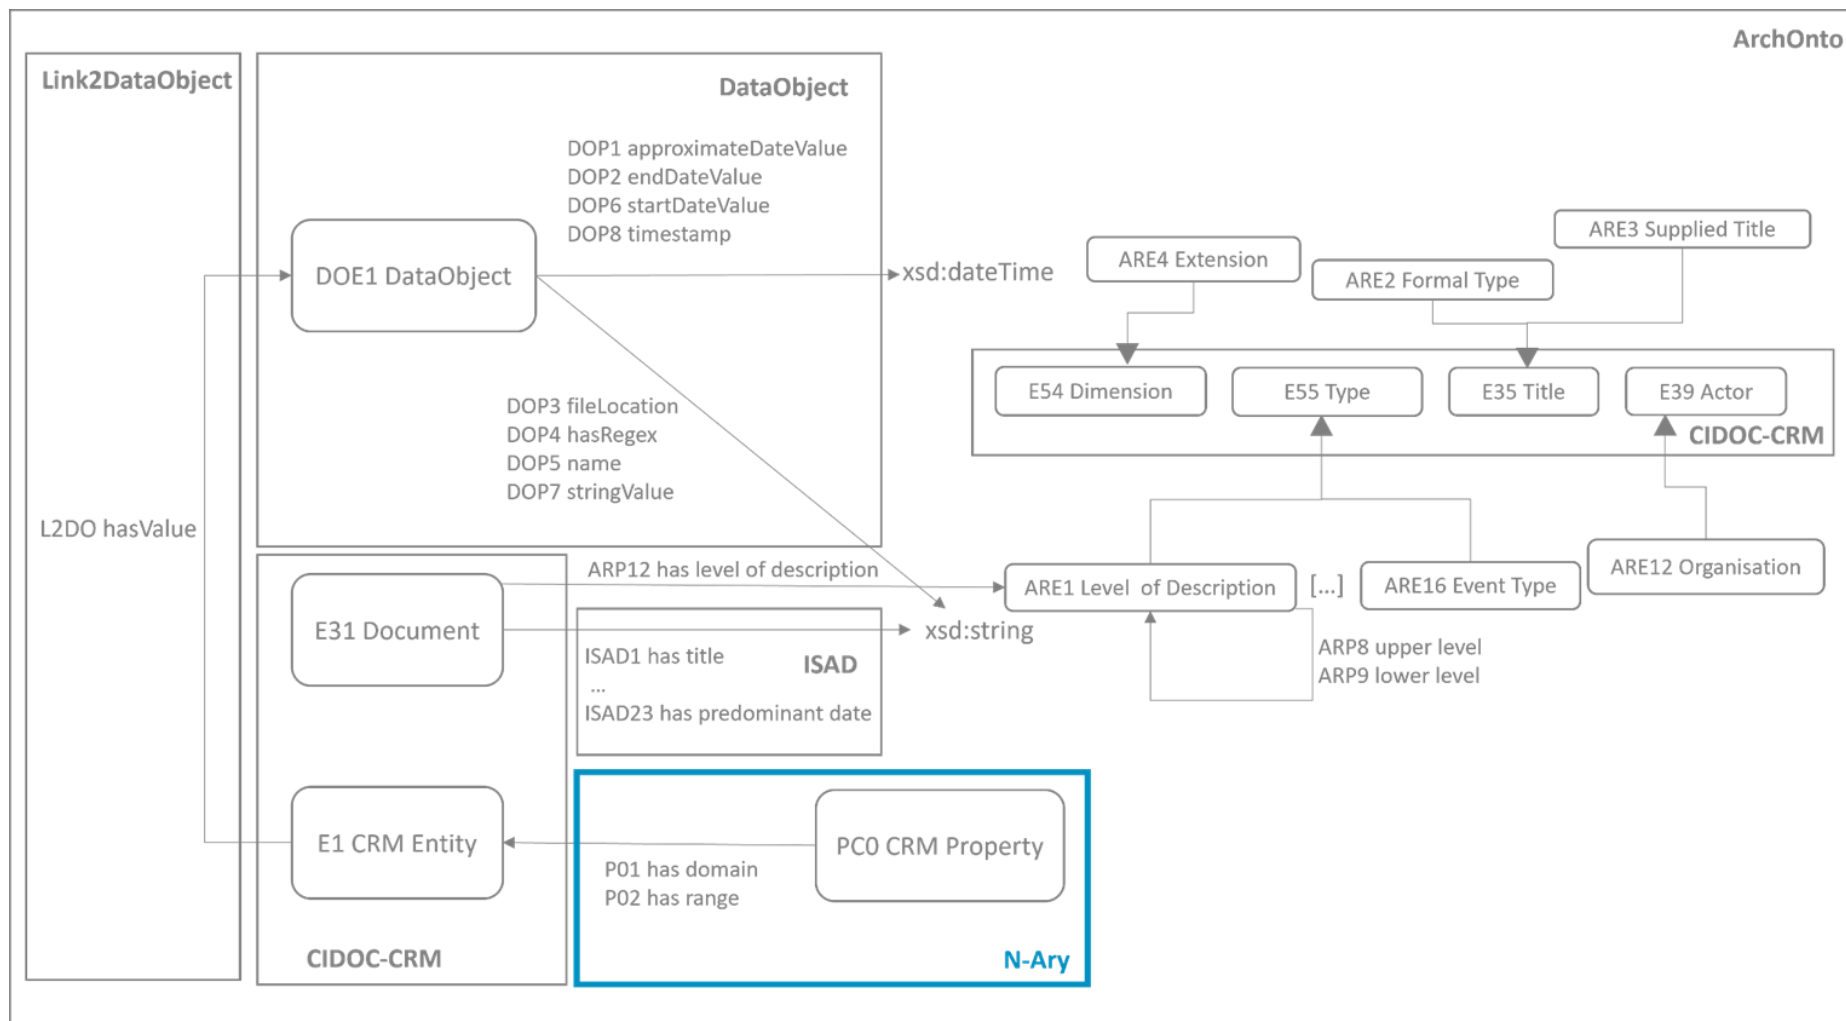 ArchOnto
Link2DataObject
DataObject
DOP1 approximateDateValue
DOP2 endDateValue
DOP6 startDateValue
DOP8 timestamp
DOE1 DataObject
xsd:dateTime
ARE4 Extension
ARE2 Formal Type
ARE3 Supplied Title
E54 Dimension
E55 Type
E35 Title
E39 Actor
CIDOC-CRM
DOP3 fileLocation
DOP4 hasRegex
DOP5 name
DOP7 stringValue
L2DO hasValue
ARP12 has level of description
ARE1 Level of Description
[...]
ARE16 Event Type
ARE12 Organisation
E31 Document
xsd:string
ISAD1 has title
ISAD
...
ISAD23 has predominant date
ARP8 upper level
ARP9 lower level
E1 CRM Entity
PC0 CRM Property
P01 has domain
P02 has range
CIDOC-CRM
N-Ary